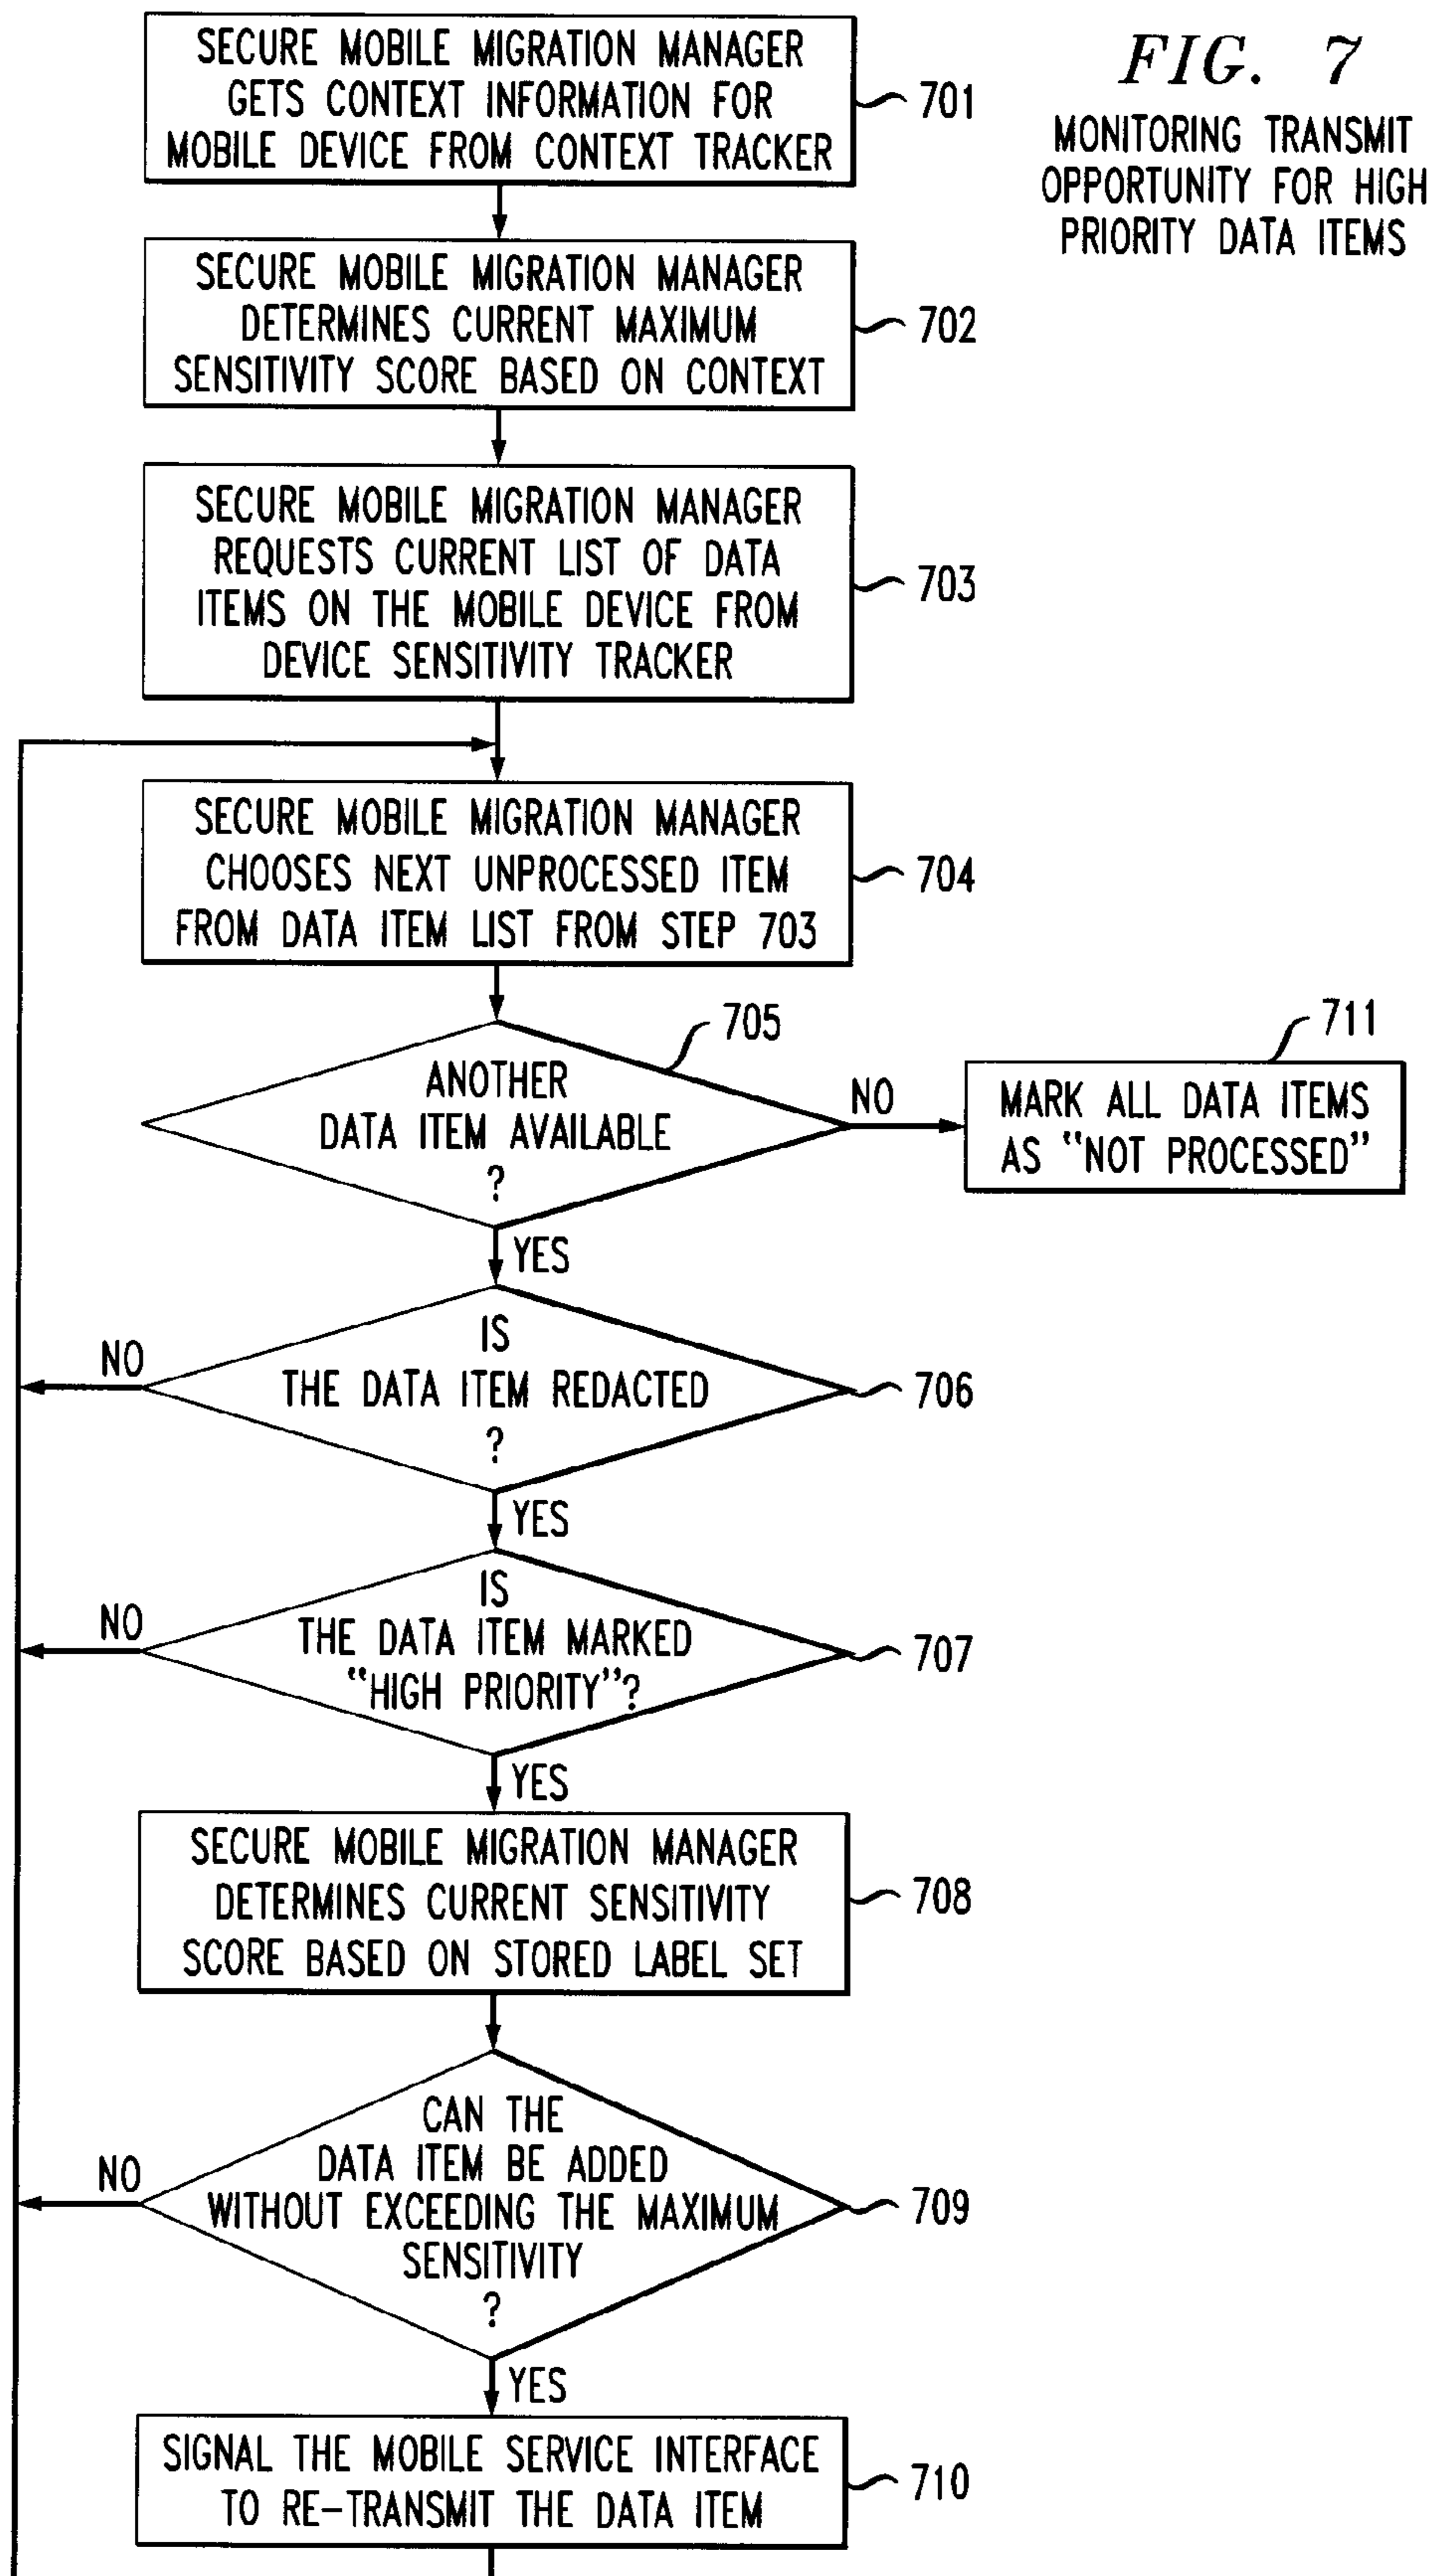 FIG. 7
MONITORING TRANSMIT
OPPORTUNITY FOR HIGH
PRIORITY DATA ITEMS
SECURE MOBILE MIGRATION MANAGER
GETS CONTEXT INFORMATION FOR
MOBILE DEVICE FROM CONTEXT TRACKER
701
SECURE MOBILE MIGRATION MANAGER
DETERMINES CURRENT MAXIMUM
SENSITIVITY SCORE BASED ON CONTEXT
702
SECURE MOBILE MIGRATION MANAGER
REQUESTS CURRENT LIST OF DATA
ITEMS ON THE MOBILE DEVICE FROM
DEVICE SENSITIVITY TRACKER
703
SECURE MOBILE MIGRATION MANAGER
CHOOSES NEXT UNPROCESSED ITEM
FROM DATA ITEM LIST FROM STEP 703
704
ANOTHER
DATA ITEM AVAILABLE
?
705
NO
711
MARK ALL DATA ITEMS
AS “NOT PROCESSED”
YES
IS
THE DATA ITEM REDACTED
?
706
NO
YES
IS
THE DATA ITEM MARKED
“HIGH PRIORITY”?
707
NO
YES
SECURE MOBILE MIGRATION MANAGER
DETERMINES CURRENT SENSITIVITY
SCORE BASED ON STORED LABEL SET
708
CAN THE
DATA ITEM BE ADDED
WITHOUT EXCEEDING THE MAXIMUM
SENSITIVITY
?
709
NO
YES
SIGNAL THE MOBILE SERVICE INTERFACE
TO RE-TRANSMIT THE DATA ITEM
710